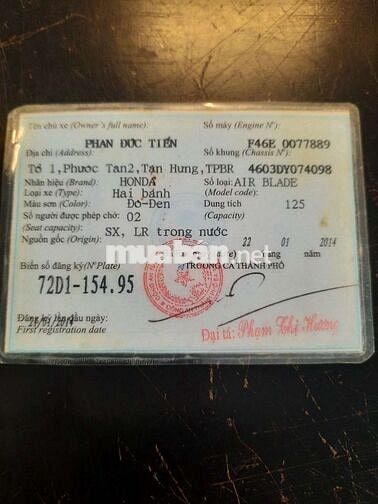 Tên chủ xe (Owner's full name): Số máy (Engine N°):
PHAN ĐỨC TIẾN F46E 0077889
Địa chỉ (Address): Số khung (Chassis N°):
Tổ 1,Phước Tan2,Tan Hưng,TPBR 4603DY074098
Nhãn hiệu (Brand): HONDA Số loại: AIR BLADE
Loại xe (Type): Hai bánh (Model code):
Màu sơn (Color): Đỏ-Đen Dung tích 125
Số người được phép chở: 02 (Capacity)
(Seat capacity):
Nguồn gốc (Origin): SX, LR trong nước
22 01 2014
tháng năm
muaban.net
Biển số đăng ký(N°Plate) TRƯỞNG CA THÀNH PHỐ
72D1-154.95
Đăng ký lần đầu ngày:
First registration date
Đại tá: Phạm Thị Hương